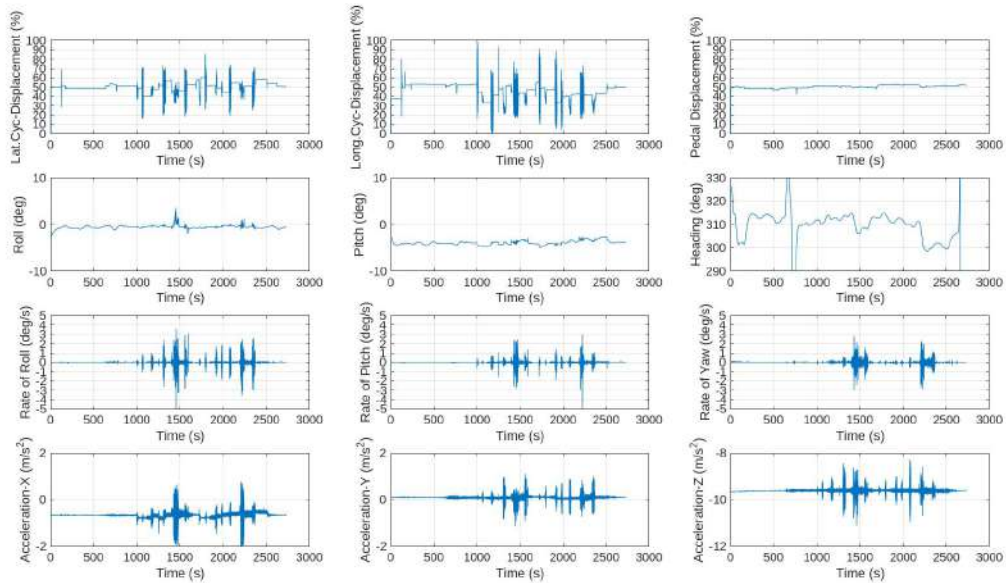 Lat.Cyc-Displacement (%)
100
90
80
70
60
50
40
30
20
10
0
0 500 1000 1500 2000 2500 3000
Time (s)
Long.Cyc-Displacement (%)
100
90
80
70
60
50
40
30
20
10
0
0 500 1000 1500 2000 2500 3000
Time (s)
Pedal Displacement (%)
100
90
80
70
60
50
40
30
20
10
0
0 500 1000 1500 2000 2500 3000
Time (s)
Roll (deg)
10
0
-10
0 500 1000 1500 2000 2500 3000
Time (s)
Pitch (deg)
10
0
-10
0 500 1000 1500 2000 2500 3000
Time (s)
Heading (deg)
330
320
310
300
290
0 500 1000 1500 2000 2500 3000
Time (s)
Rate of Roll (deg/s)
5
4
3
2
1
0
-1
-2
-3
-4
-5
0 500 1000 1500 2000 2500 3000
Time (s)
Rate of Pitch (deg/s)
5
4
3
2
1
0
-1
-2
-3
-4
-5
0 500 1000 1500 2000 2500 3000
Time (s)
Rate of Yaw (deg/s)
5
4
3
2
1
0
-1
-2
-3
-4
-5
0 500 1000 1500 2000 2500 3000
Time (s)
Acceleration-X (m/s²)
2
0
-2
0 500 1000 1500 2000 2500 3000
Time (s)
Acceleration-Y (m/s²)
2
0
-2
0 500 1000 1500 2000 2500 3000
Time (s)
Acceleration-Z (m/s²)
-8
-10
-12
0 500 1000 1500 2000 2500 3000
Time (s)